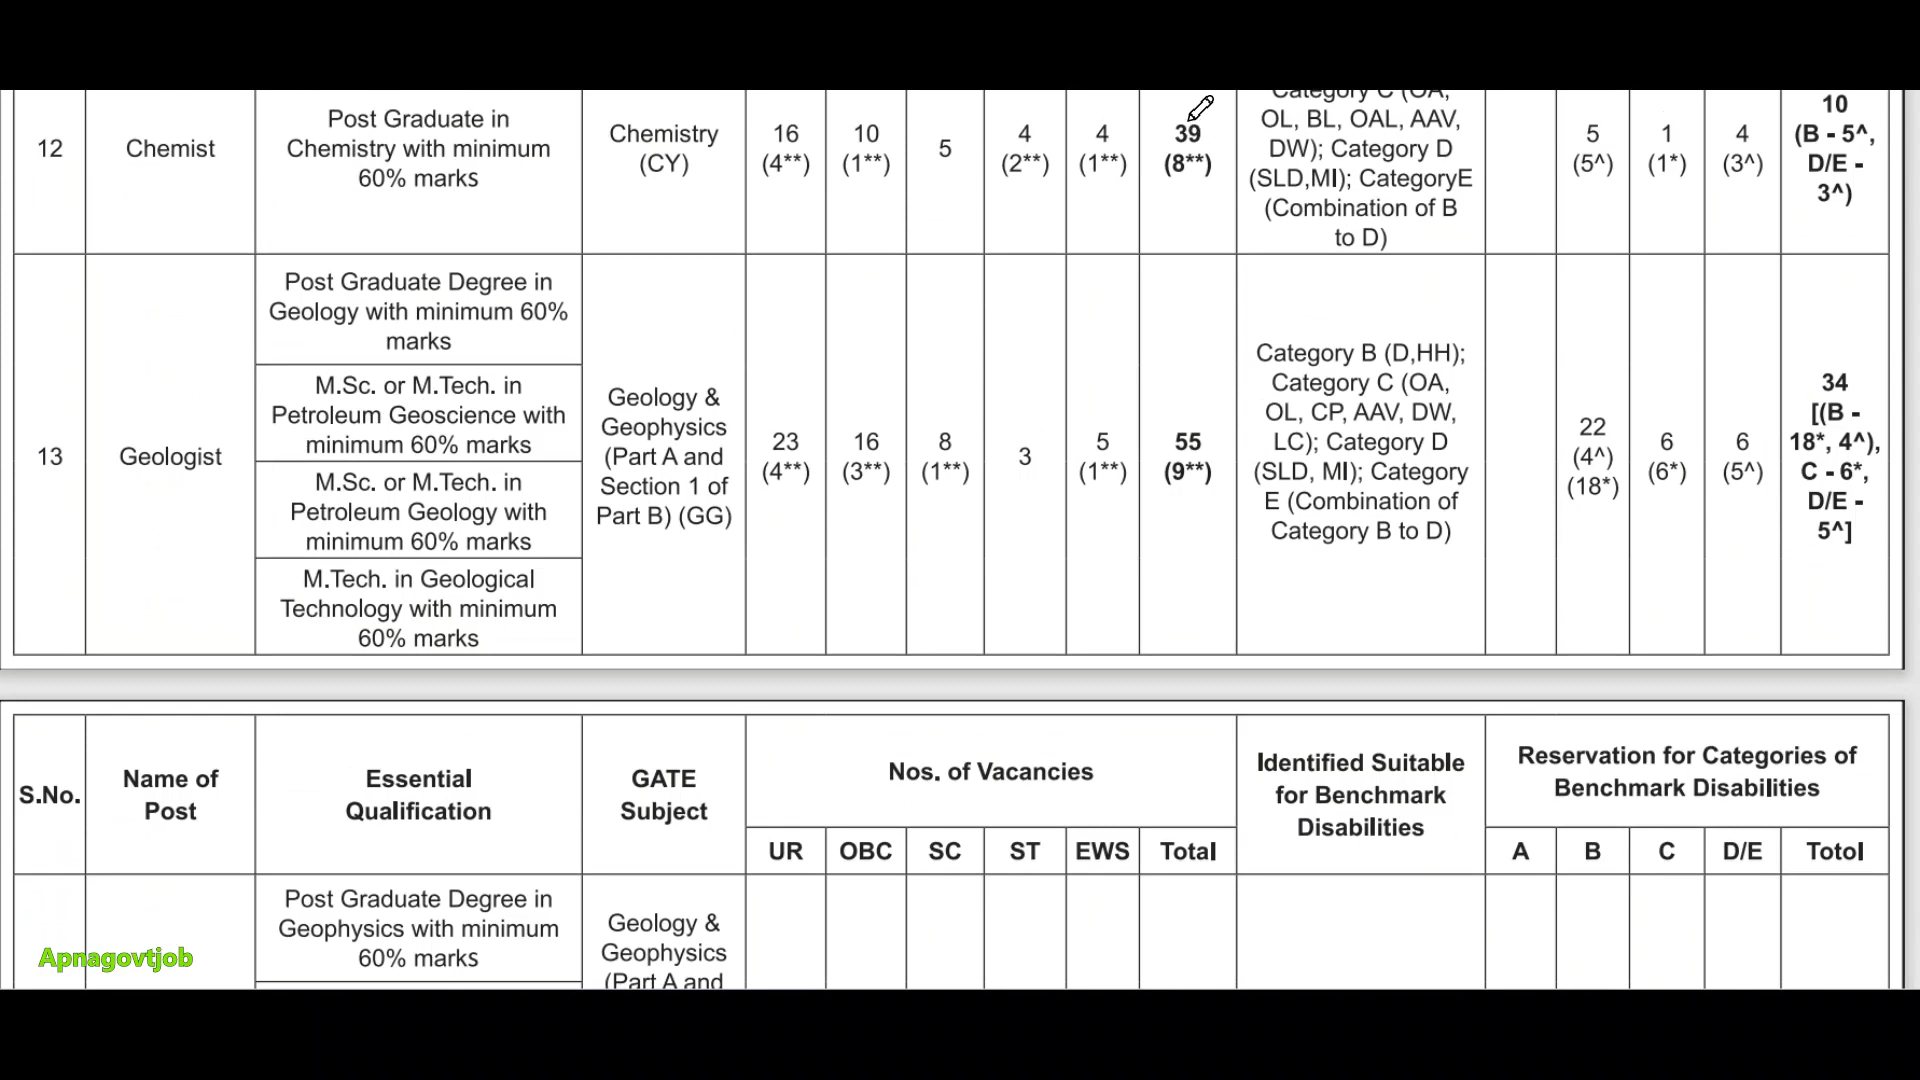 Category C (OA,
OL, BL, OAL, AAV,
DW); Category D
(SLD,MI); CategoryE
(Combination of B
to D)
12
Chemist
Post Graduate in
Chemistry with minimum
60% marks
Chemistry
(CY)
16
(4**)
10
(1**)
5
4
(2**)
4
(1**)
39
(8**)
5
(5^)
1
(1*)
4
(3^)
10
(B - 5^,
D/E -
3^)
13
Geologist
Post Graduate Degree in
Geology with minimum 60%
marks
M.Sc. or M.Tech. in
Petroleum Geoscience with
minimum 60% marks
M.Sc. or M.Tech. in
Petroleum Geology with
minimum 60% marks
M.Tech. in Geological
Technology with minimum
60% marks
Geology &
Geophysics
(Part A and
Section 1 of
Part B) (GG)
23
(4**)
16
(3**)
8
(1**)
3
5
(1**)
55
(9**)
Category B (D,HH);
Category C (OA,
OL, CP, AAV, DW,
LC); Category D
(SLD, MI); Category
E (Combination of
Category B to D)
22
(4^)
(18*)
6
(6*)
6
(5^)
34
[(B -
18*, 4^),
C - 6*,
D/E -
5^]
S.No.
Name of
Post
Essential
Qualification
GATE
Subject
Nos. of Vacancies
Identified Suitable
for Benchmark
Disabilities
Reservation for Categories of
Benchmark Disabilities
UR
OBC
SC
ST
EWS
Total
A
B
C
D/E
Totol
Post Graduate Degree in
Geophysics with minimum
60% marks
Geology &
Geophysics
(Part A and
Apnagovtjob